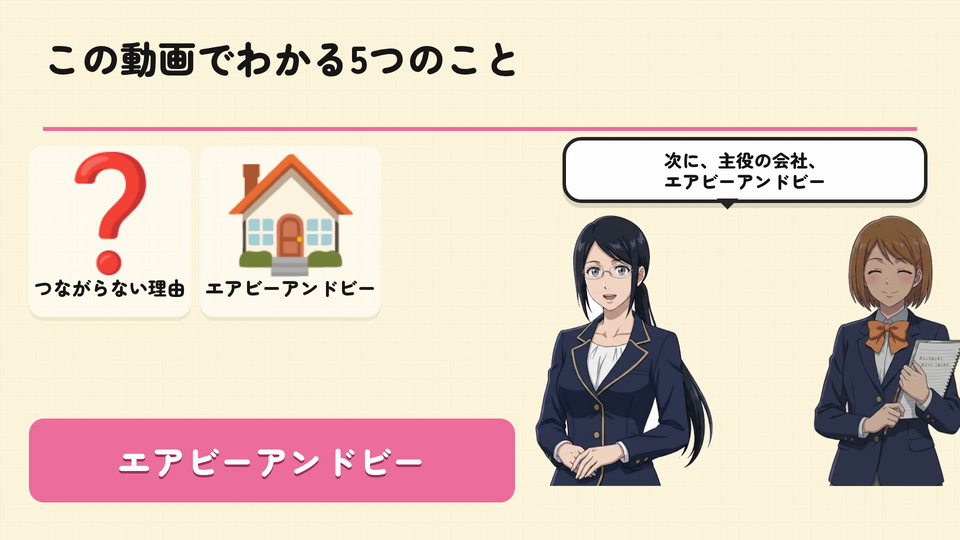 この動画でわかる5つのこと
次に、主役の会社、
エアビーアンドビー
つながらない理由
エアビーアンドビー
エアビーアンドビー